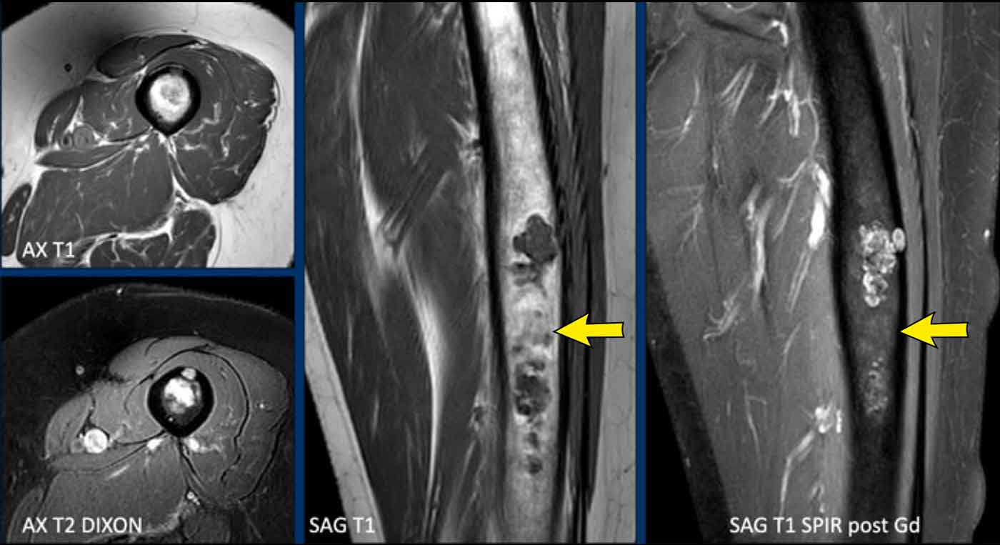 AX T1
AX T2 DIXON
SAG T1
SAG T1 SPIR post Gd